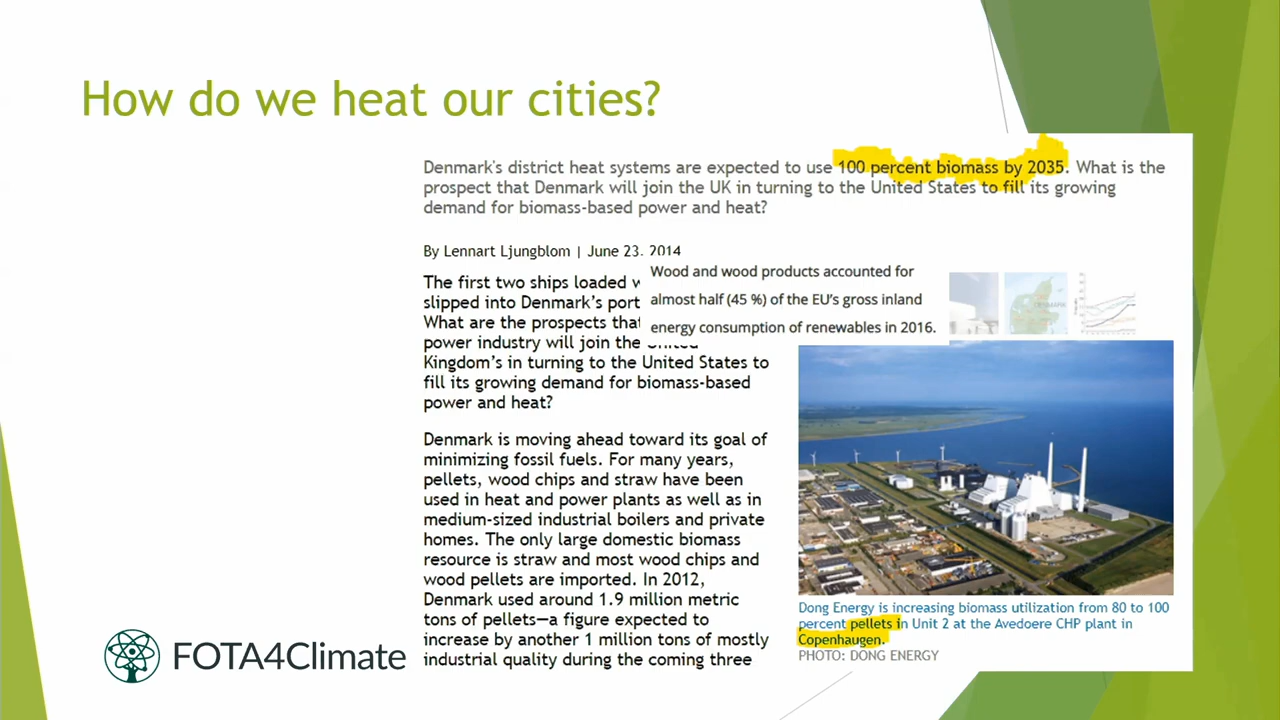 How do we heat our cities?
Denmark's district heat systems are expected to use 100 percent biomass by 2035. What is the
prospect that Denmark will join the UK in turning to the United States to fill its growing
demand for biomass-based power and heat?
By Lennart Ljungblom | June 23, 2014
The first two ships loaded
slipped into Denmark's port
What are the prospects that
power industry will join the United
Kingdom's in turning to the United States to
fill its growing demand for biomass-based
power and heat?
Wood and wood products accounted for
almost half (45 %) of the EU's gross inland
energy consumption of renewables in 2016.
Denmark is moving ahead toward its goal of
minimizing fossil fuels. For many years,
pellets, wood chips and straw have been
used in heat and power plants as well as in
medium-sized industrial boilers and private
homes. The only large domestic biomass
resource is straw and most wood chips and
wood pellets are imported. In 2012,
Denmark used around 1.9 million metric
tons of pellets—a figure expected to
increase by another 1 million tons of mostly
industrial quality during the coming three
DENMARK
Dong Energy is increasing biomass utilization from 80 to 100
percent pellets in Unit 2 at the Avedoere CHP plant in
Copenhaugen.
PHOTO: DONG ENERGY
FOTA4Climate